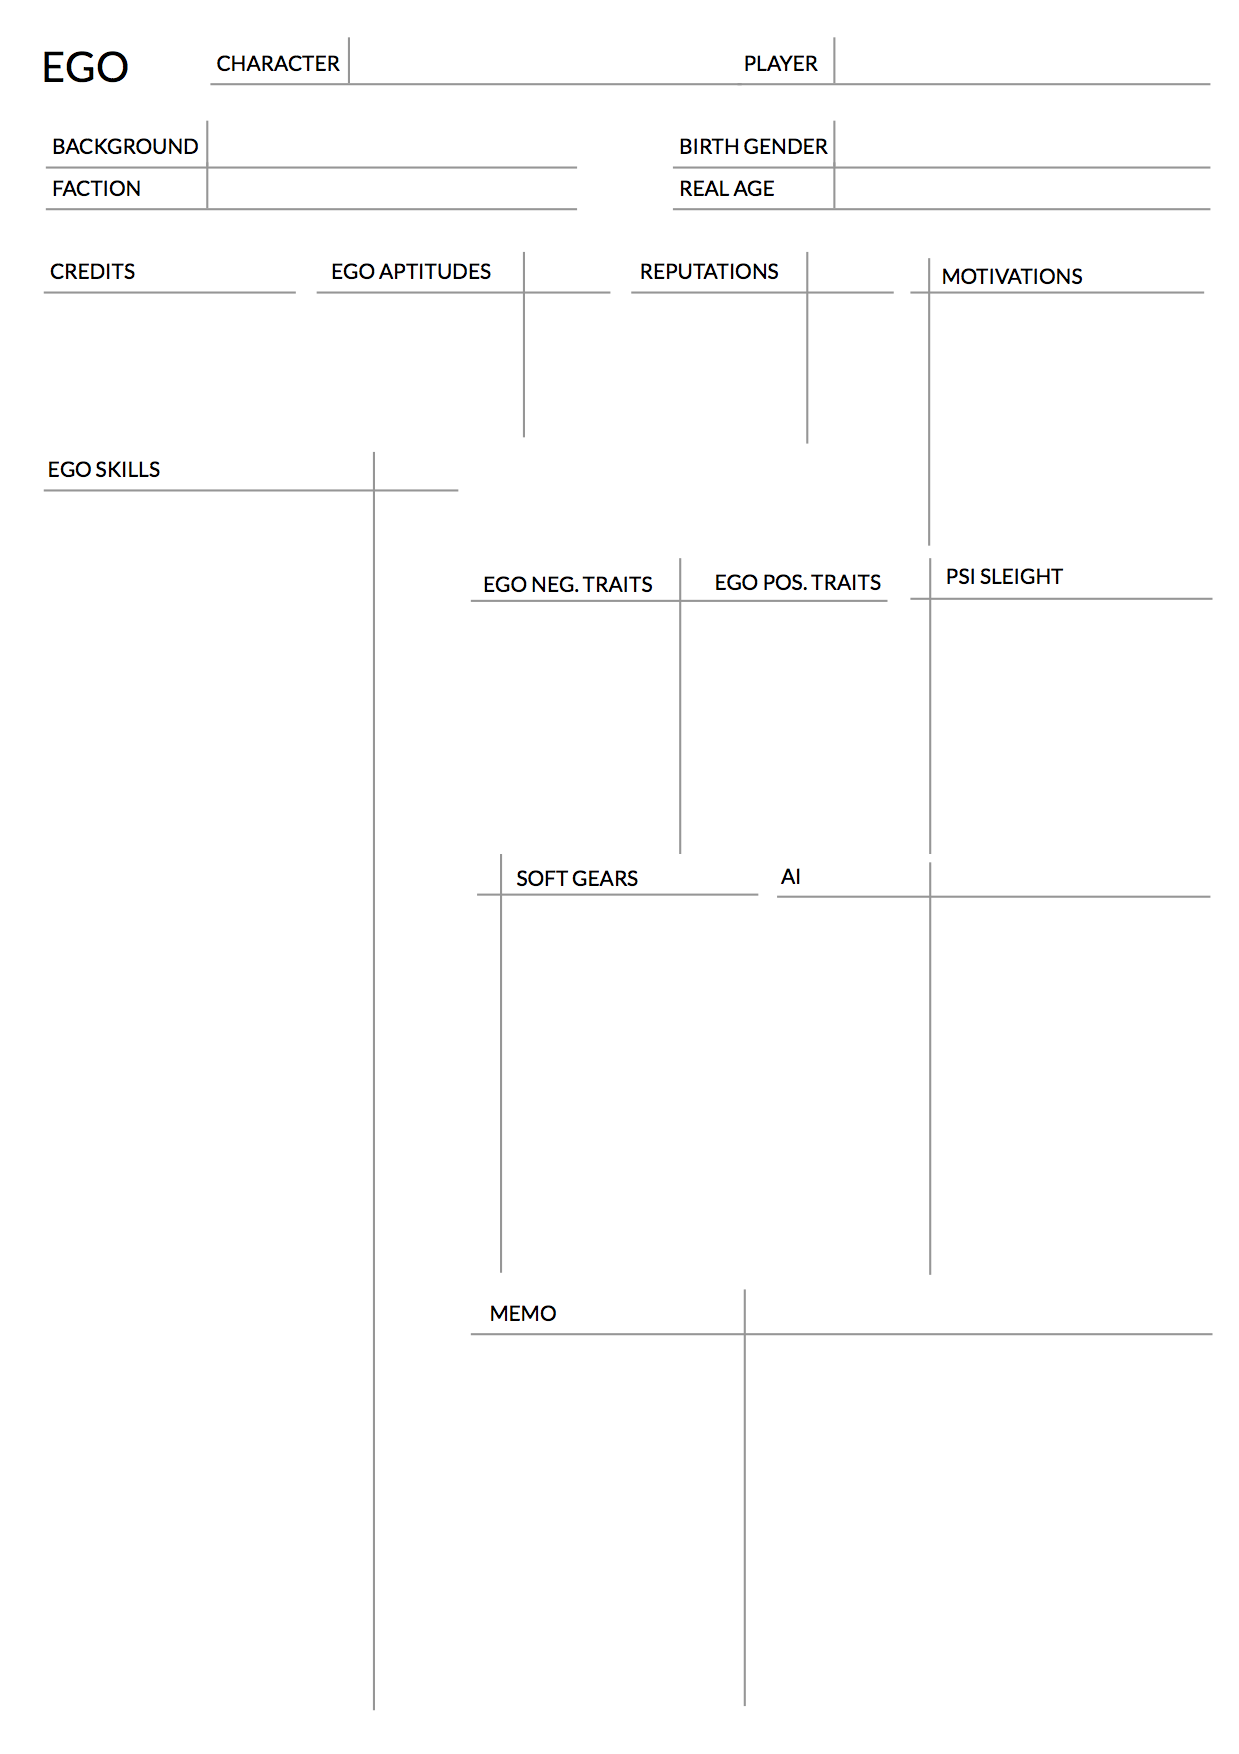 EGO
CHARACTER
PLAYER
BACKGROUND
BIRTH GENDER
FACTION
REAL AGE
CREDITS
EGO APTITUDES
REPUTATIONS
MOTIVATIONS
EGO SKILLS
EGO NEG. TRAITS
EGO POS. TRAITS
PSI SLEIGHT
SOFT GEARS
AI
MEMO